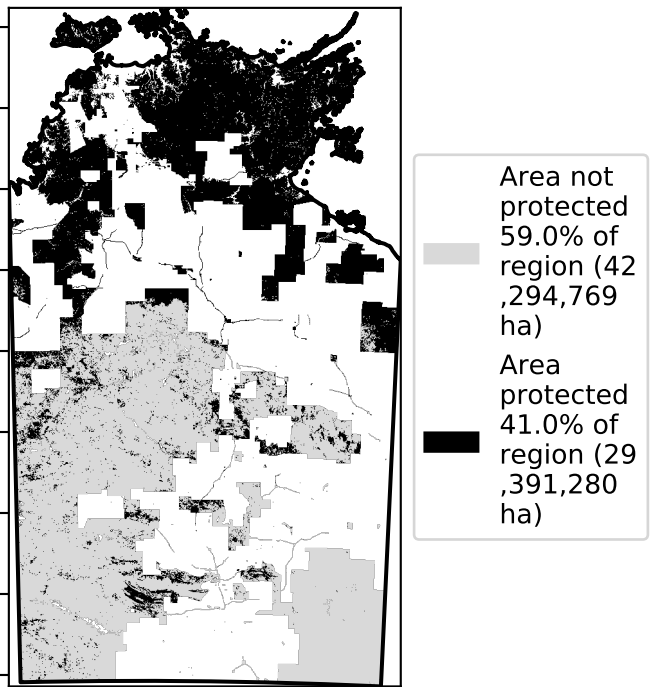 Area not
protected
59.0% of
region (42
,294,769
ha)
Area
protected
41.0% of
region (29
,391,280
ha)